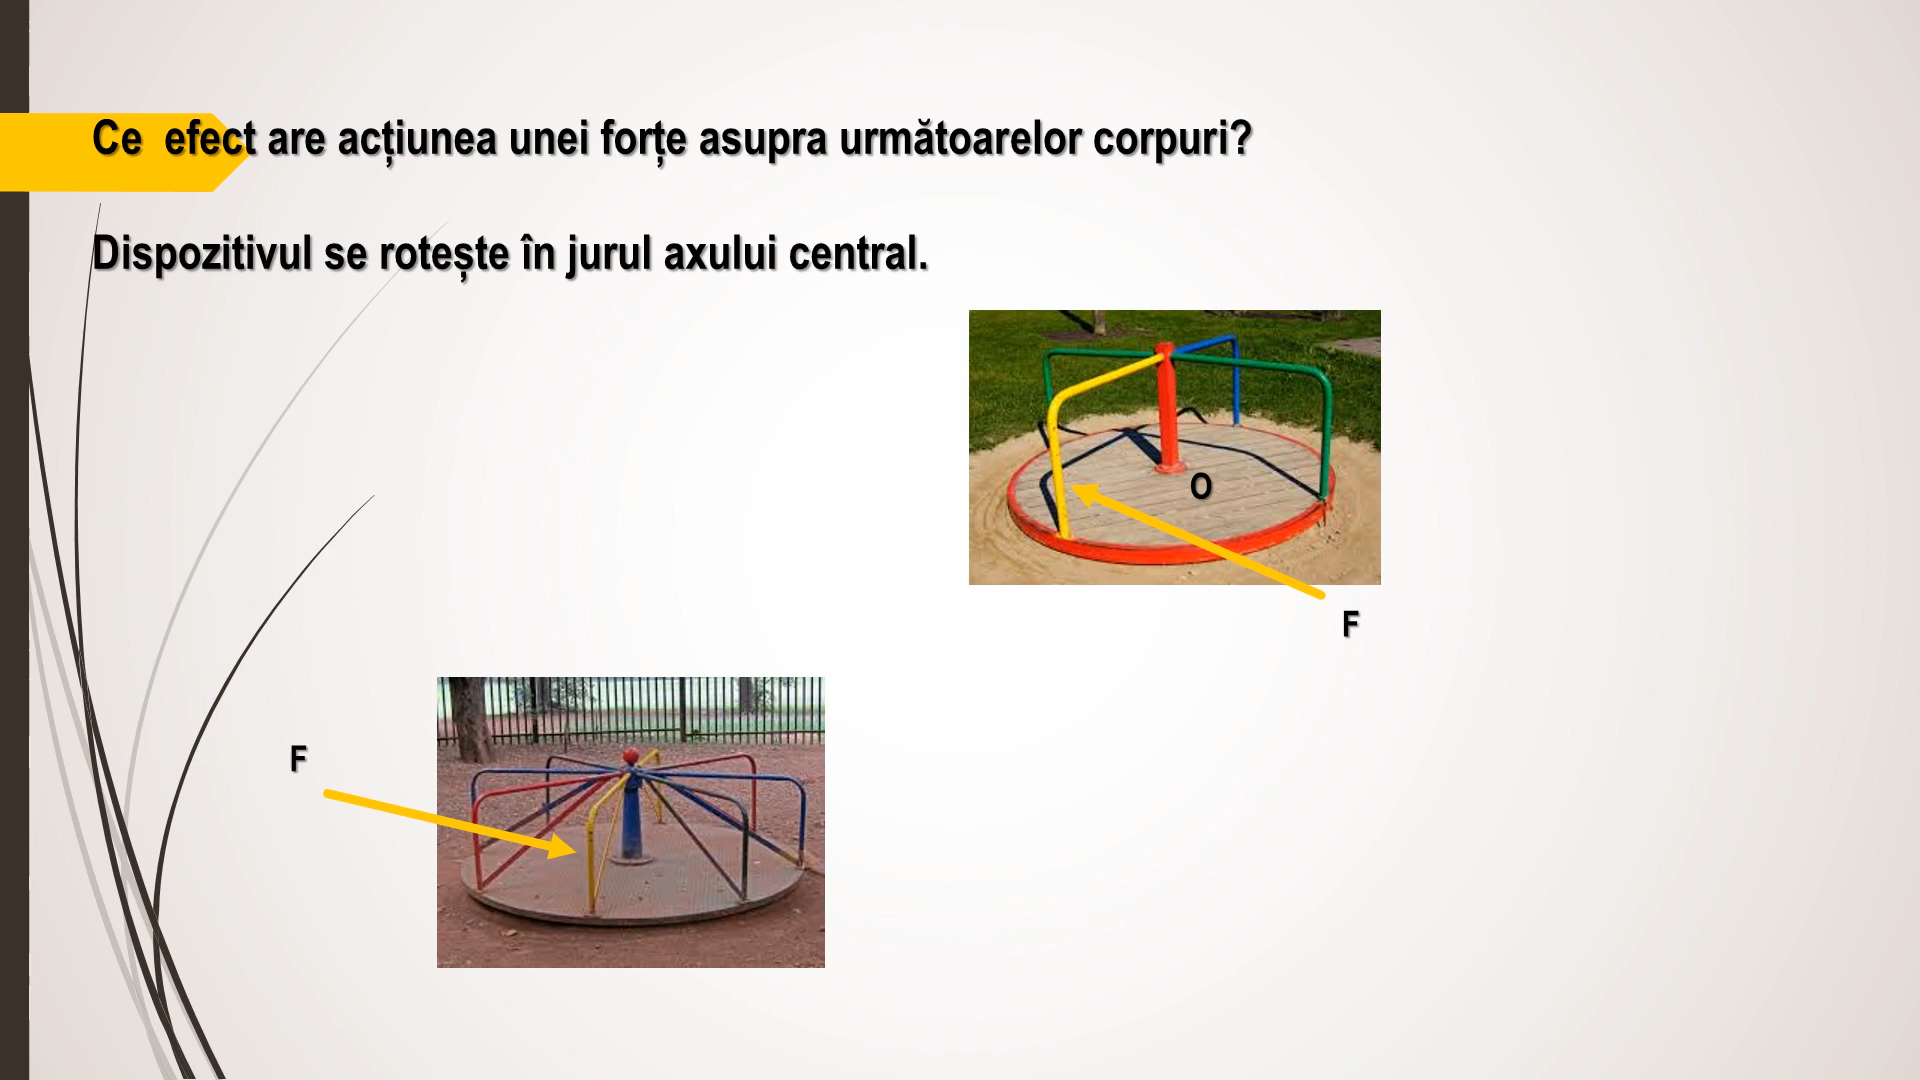 Ce  efect are acțiunea unei forțe asupra următoarelor corpuri?
Dispozitivul se rotește în jurul axului central.
O
F
F